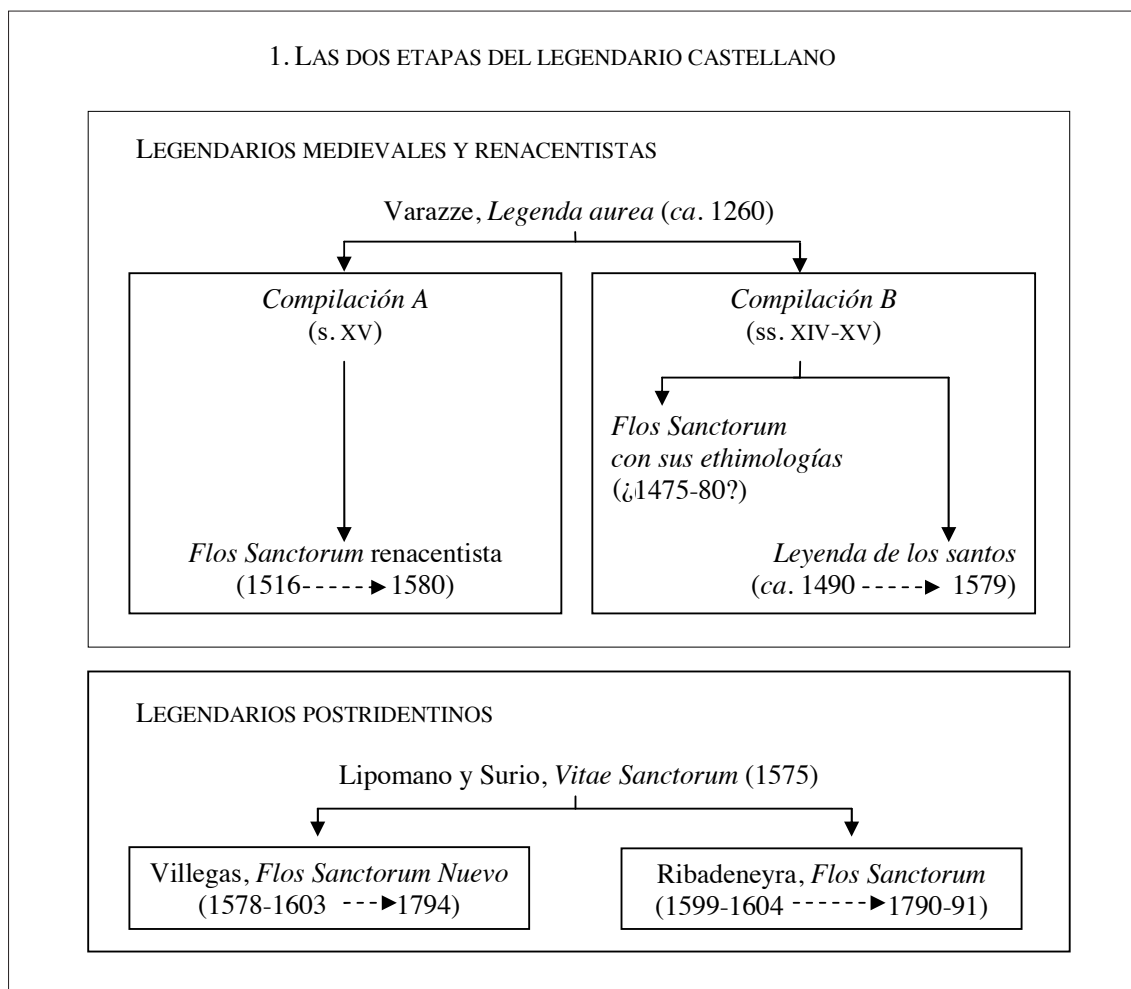 1. LAS DOS ETAPAS DEL LEGENDARIO CASTELLANO
LEGENDARIOS MEDIEVALES Y RENACENTISTAS
Varazze, Legenda aurea (ca. 1260)
Compilación A
(s. XV)
Flos Sanctorum renacentista
(1516 1580)
Compilación B
(ss. XIV-XV)
Flos Sanctorum
con sus ethimologías
(¿1475-80?)
Leyenda de los santos
(ca. 1490 1579)
LEGENDARIOS POSTRIDENTINOS
Lipomano y Surio, Vitae Sanctorum (1575)
Villegas, Flos Sanctorum Nuevo
(1578-1603 1794)
Ribadeneyra, Flos Sanctorum
(1599-1604 1790-91)